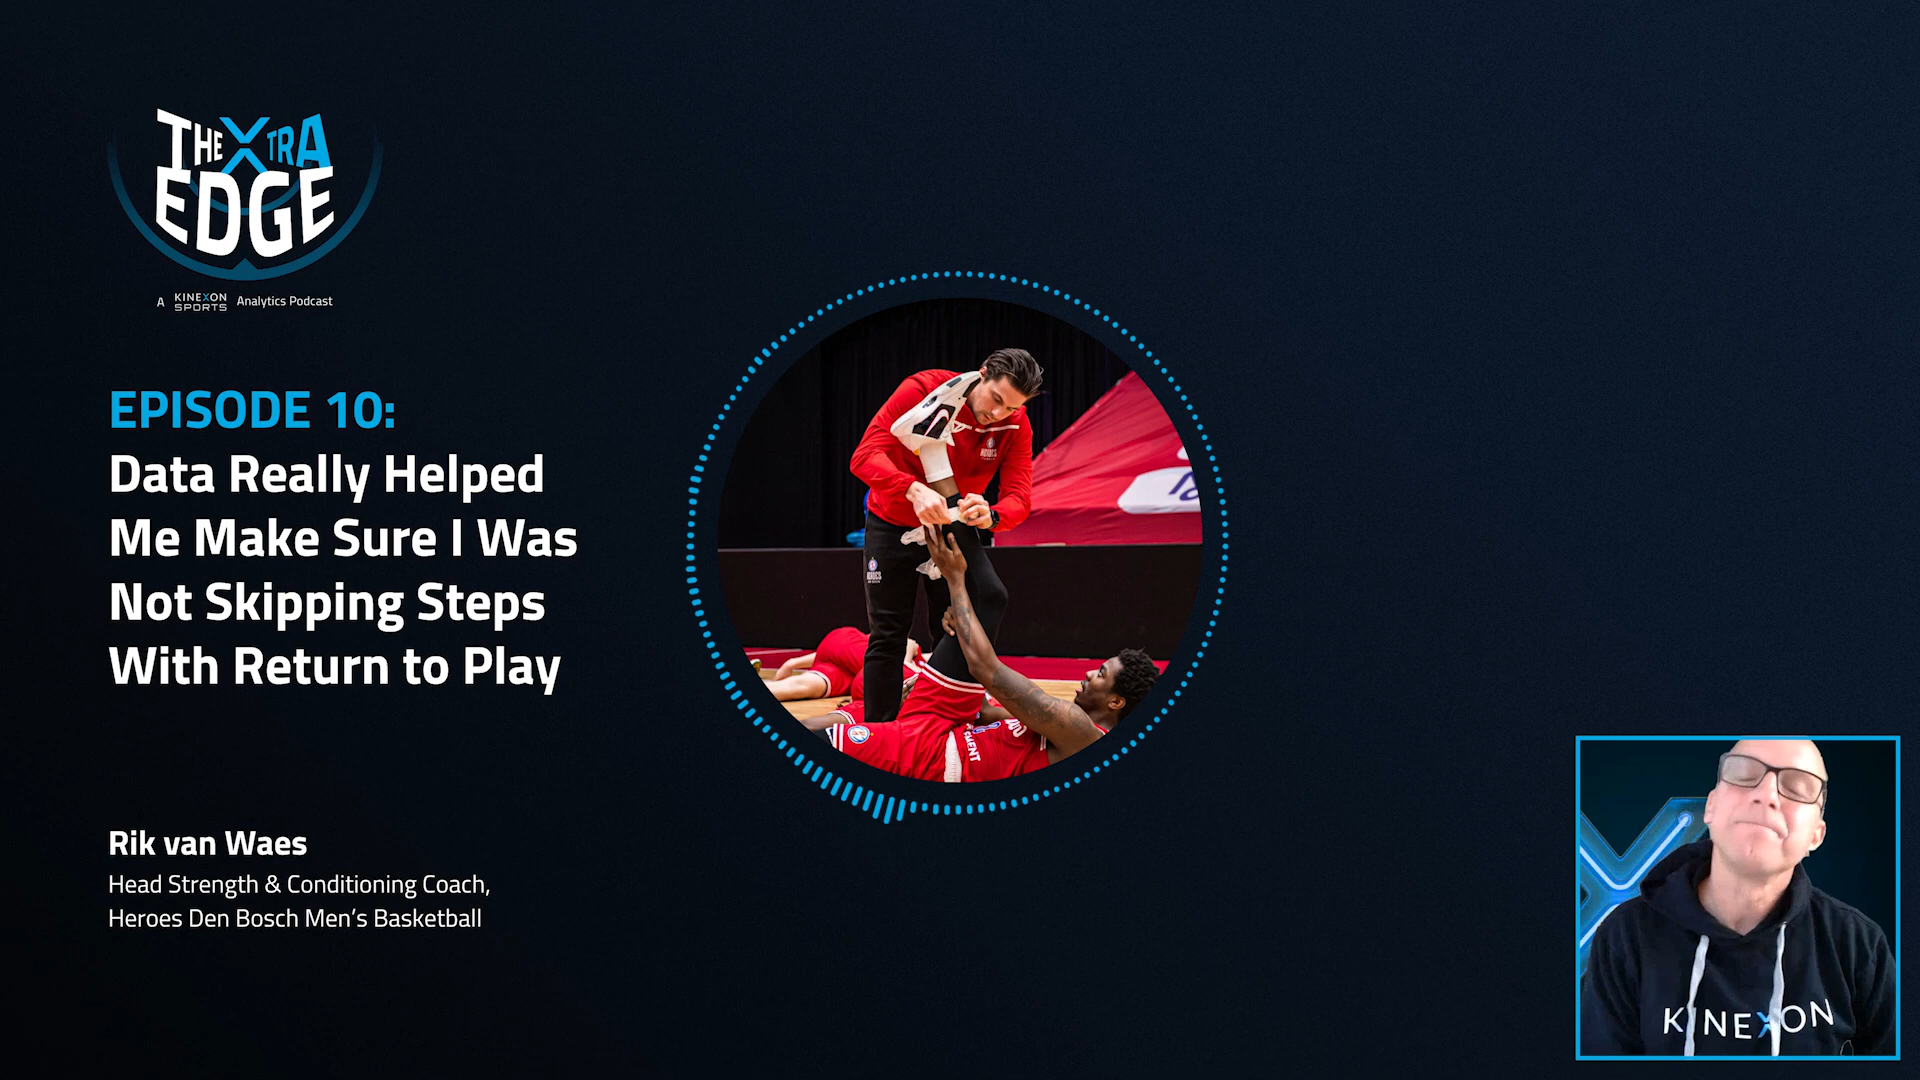 THE XTRA
EDGE
A KINEXON SPORTS Analytics Podcast
EPISODE 10:
Data Really Helped
Me Make Sure I Was
Not Skipping Steps
With Return to Play
Rik van Waes
Head Strength & Conditioning Coach,
Heroes Den Bosch Men’s Basketball
KINEXON